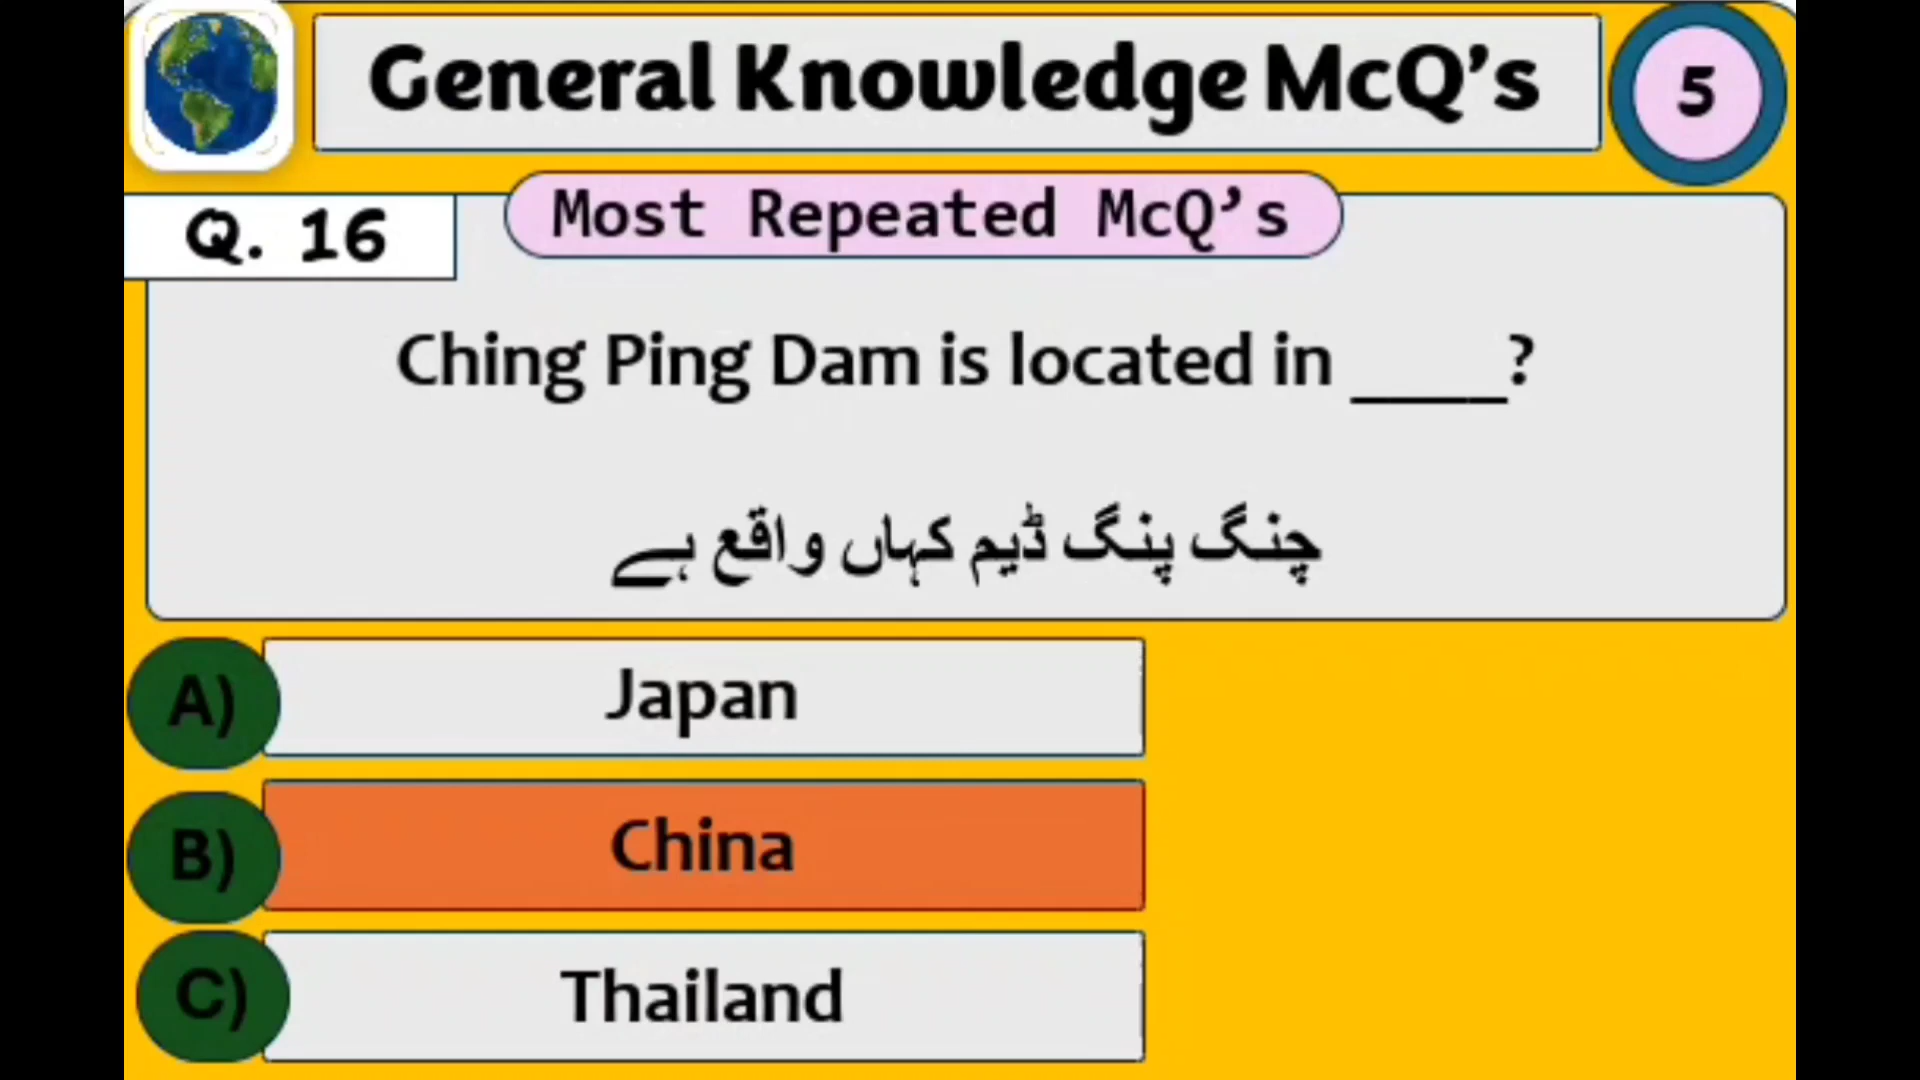 General Knowledge McQ’s
5
Most Repeated McQ’s
Q. 16
Ching Ping Dam is located in ____?
چنگ پنگ ڈیم کہاں واقع ہے
A) Japan
B) China
C) Thailand